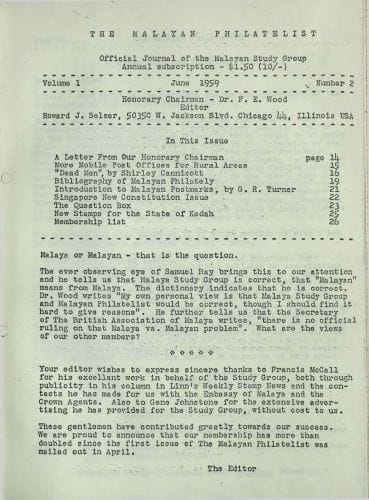 THE MALAYAN PHILATELIST
Official Journal of the Malayan Study Group
Annual subscription - $1.50 (10/-)
Volume 1 June 1959 Number 2
Honorary Chairman - Dr. F. E. Wood
Editor
Howard J. Selzer, 5035C W. Jackson Blvd. Chicago 44, Illinois USA
In This Issue
A Letter From Our Honorary Chairman page 14
More Mobile Post Offices for Rural Areas 15
"Dead Men", by Shirley Cannicott 16
Bibliography of Malayan Philately 19
Introduction to Malayan Postmarks, by G. R. Turner 21
Singapore New Constitution Issue 22
The Question Box 23
New Stamps for the State of Kedah 25
Membership list 26
Malaya or Malayan - that is the question.
The ever observing eye of Samuel Ray brings this to our attention
and he tells us that Malaya Study Group is correct, that "Malayan"
means from Malaya. The dictionary indicates that he is correct.
Dr. Wood writes "My own personal view is that Malaya Study Group
and Malayan Philatelist would be correct, though I should find it
hard to give reasons". He further tells us that the Secretary
of The British Association of Malaya writes, "there is no official
ruling on that Malaya vs. Malayan problem". What are the views
of our other members?
* * * * *
Your editor wishes to express sincere thanks to Francis McCall
for his excellent work in behalf of the Study Group, both through
publicity in his column in Linn's Weekly Stamp News and the con-
tacts he has made for us with the Embassy of Malaya and the
Crown Agents. Also to Gene Johnstone for the extensive adver-
tising he has provided for the Study Group, without cost to us.
These gentlemen have contributed greatly towards our success.
We are proud to announce that our membership has more than
doubled since the first issue of The Malayan Philatelist was
mailed out in April.
The Editor